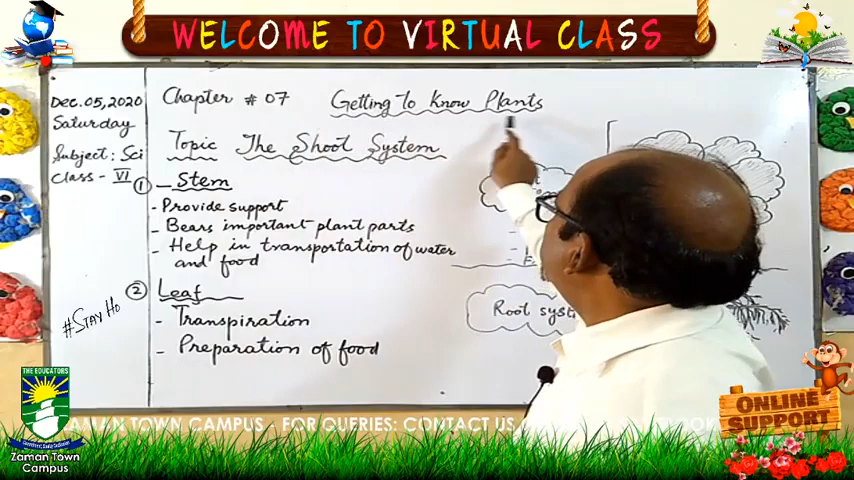 WELCOME TO VIRTUAL CLASS
Dec.05,2020
Saturday
Subject: Sci
Class - VI
Chapter # 07 Getting To Know Plants
Topic The Shoot System
① - Stem
- Provide support
- Bears important plant parts
- Help in transportation of water
and food
② Leaf
- Transpiration
- Preparation of food
#Stay Ho
Root syst
THE EDUCATORS
Zaman Town
Campus
ZAMAN TOWN CAMPUS - FOR QUERIES: CONTACT US
ONLINE
SUPPORT